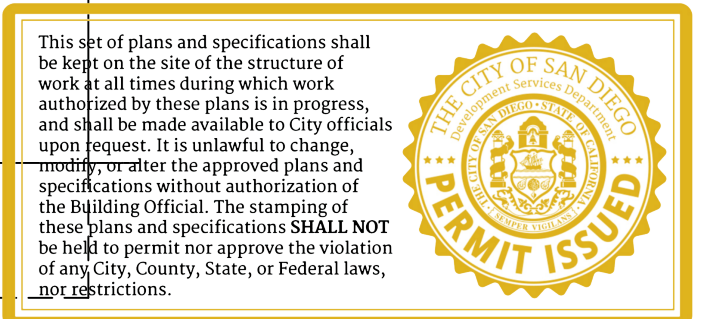 This set of plans and specifications shall
be kept on the site of the structure of
work at all times during which work
authorized by these plans is in progress,
and shall be made available to City officials
upon request. It is unlawful to change,
modify, or alter the approved plans and
specifications without authorization of
the Building Official. The stamping of
these plans and specifications SHALL NOT
be held to permit nor approve the violation
of any City, County, State, or Federal laws,
nor restrictions.
THE CITY OF SAN DIEGO
Development Services Department
THE CITY OF SAN DIEGO • STATE OF CALIFORNIA
SEMPER VIGILANS
PERMIT ISSUED